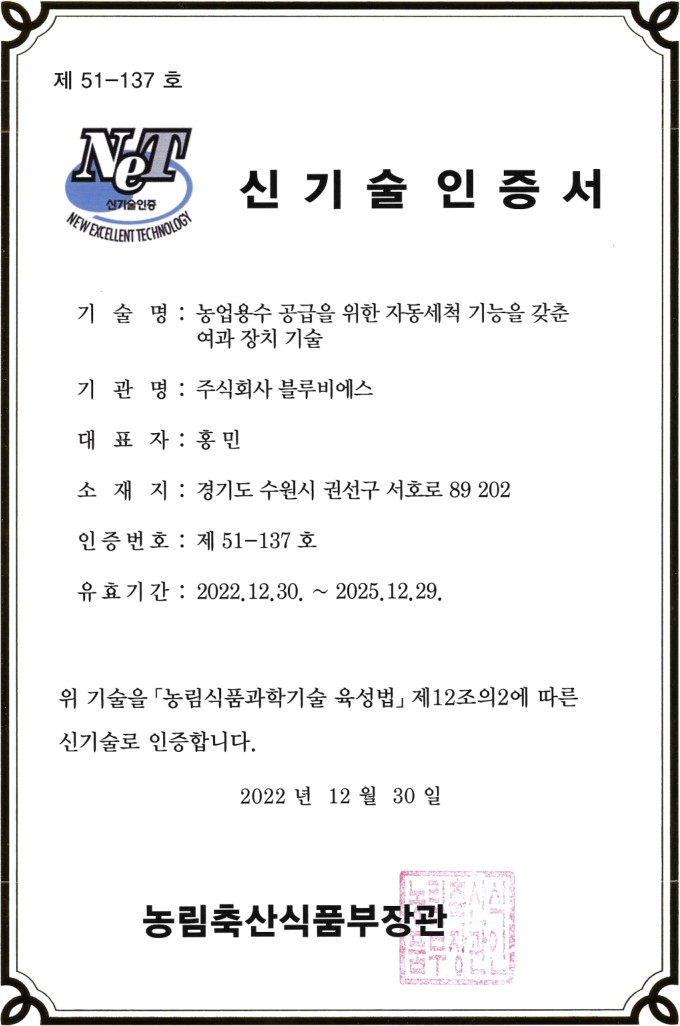 제 51-137 호
NeT
신기술인증
NEW EXCELLENT TECHNOLOGY
신기술인증서
기 술 명 : 농업용수 공급을 위한 자동세척 기능을 갖춘
여과 장치 기술
기 관 명 : 주식회사 블루비에스
대 표 자 : 홍 민
소 재 지 : 경기도 수원시 권선구 서호로 89 202
인증번호 : 제 51-137 호
유효기간 : 2022.12.30. ~ 2025.12.29.
위 기술을 「농림식품과학기술 육성법」 제12조의2에 따른
신기술로 인증합니다.
2022 년 12 월 30 일
농림축산식품부장관
농림축산식
품부장관인